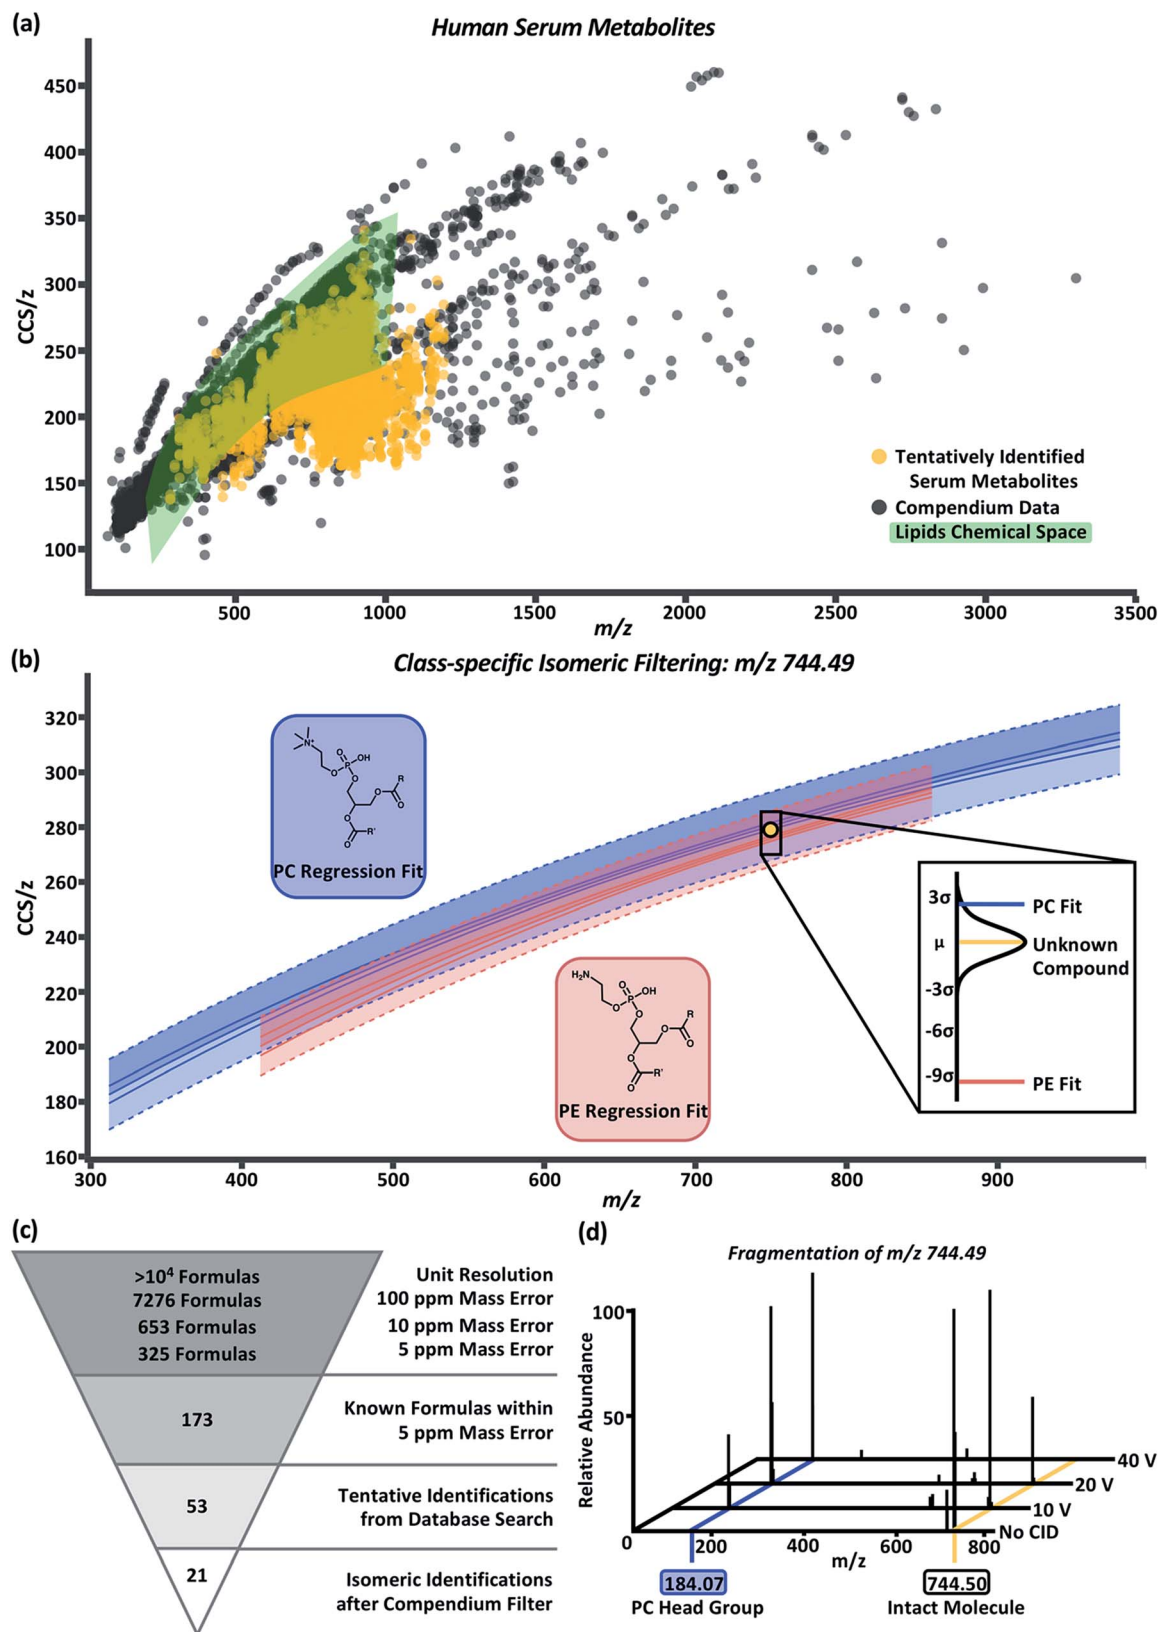 (a)
Human Serum Metabolites
CCS/z
450
400
350
300
250
200
150
100
500
1000
1500
2000
2500
3000
3500
m/z
Tentatively Identified
Serum Metabolites
Compendium Data
Lipids Chemical Space
(b)
Class-specific Isomeric Filtering: m/z 744.49
CCS/z
320
300
280
260
240
220
200
180
160
300
400
500
600
700
800
900
m/z
N+
O
P
OH
O
O
O
R
O
O
R'
O
PC Regression Fit
H2N
O
P
OH
O
O
O
R
O
O
R'
O
PE Regression Fit
3σ
μ
-3σ
-6σ
-9σ
PC Fit
Unknown
Compound
PE Fit
(c)
>10⁴ Formulas
7276 Formulas
653 Formulas
325 Formulas
Unit Resolution
100 ppm Mass Error
10 ppm Mass Error
5 ppm Mass Error
173
Known Formulas within
5 ppm Mass Error
53
Tentative Identifications
from Database Search
21
Isomeric Identifications
after Compendium Filter
(d)
Fragmentation of m/z 744.49
Relative Abundance
100
50
0
200
400
600
800
m/z
40 V
20 V
10 V
No CID
184.07
PC Head Group
744.50
Intact Molecule